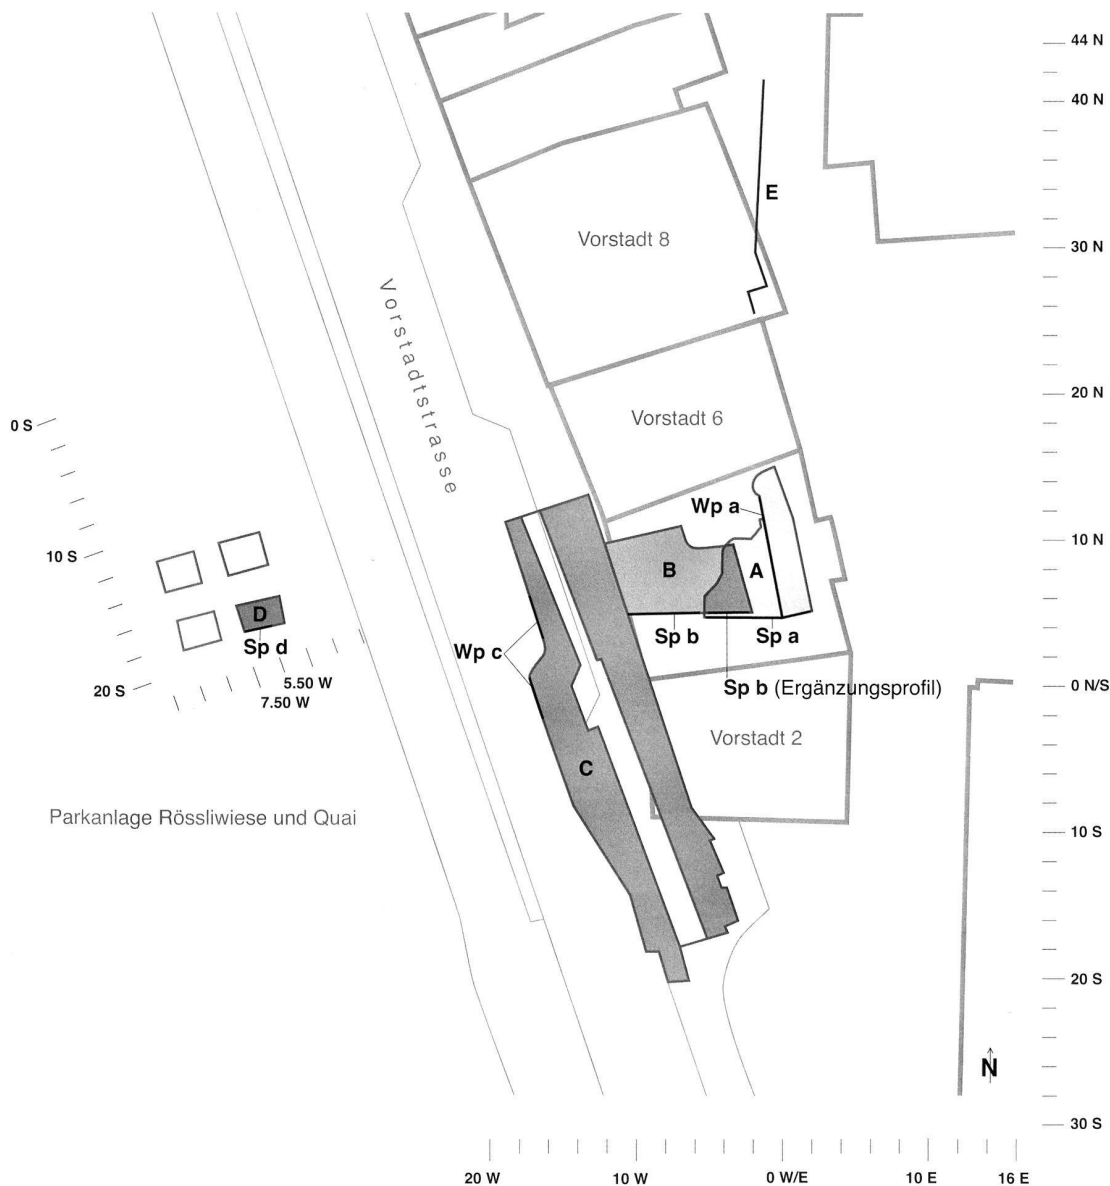 44 N
40 N
E
Vorstadt 8
30 N
Vorstadtstrasse
20 N
Vorstadt 6
0 S
Wp a
10 N
10 S
B
A
D
Sp d
Sp b
Sp a
Wp c
5.50 W
20 S
7.50 W
0 N/S
Sp b (Ergänzungsprofil)
Vorstadt 2
C
Parkanlage Rössliwiese und Quai
10 S
20 S
N
30 S
20 W
10 W
0 W/E
10 E
16 E